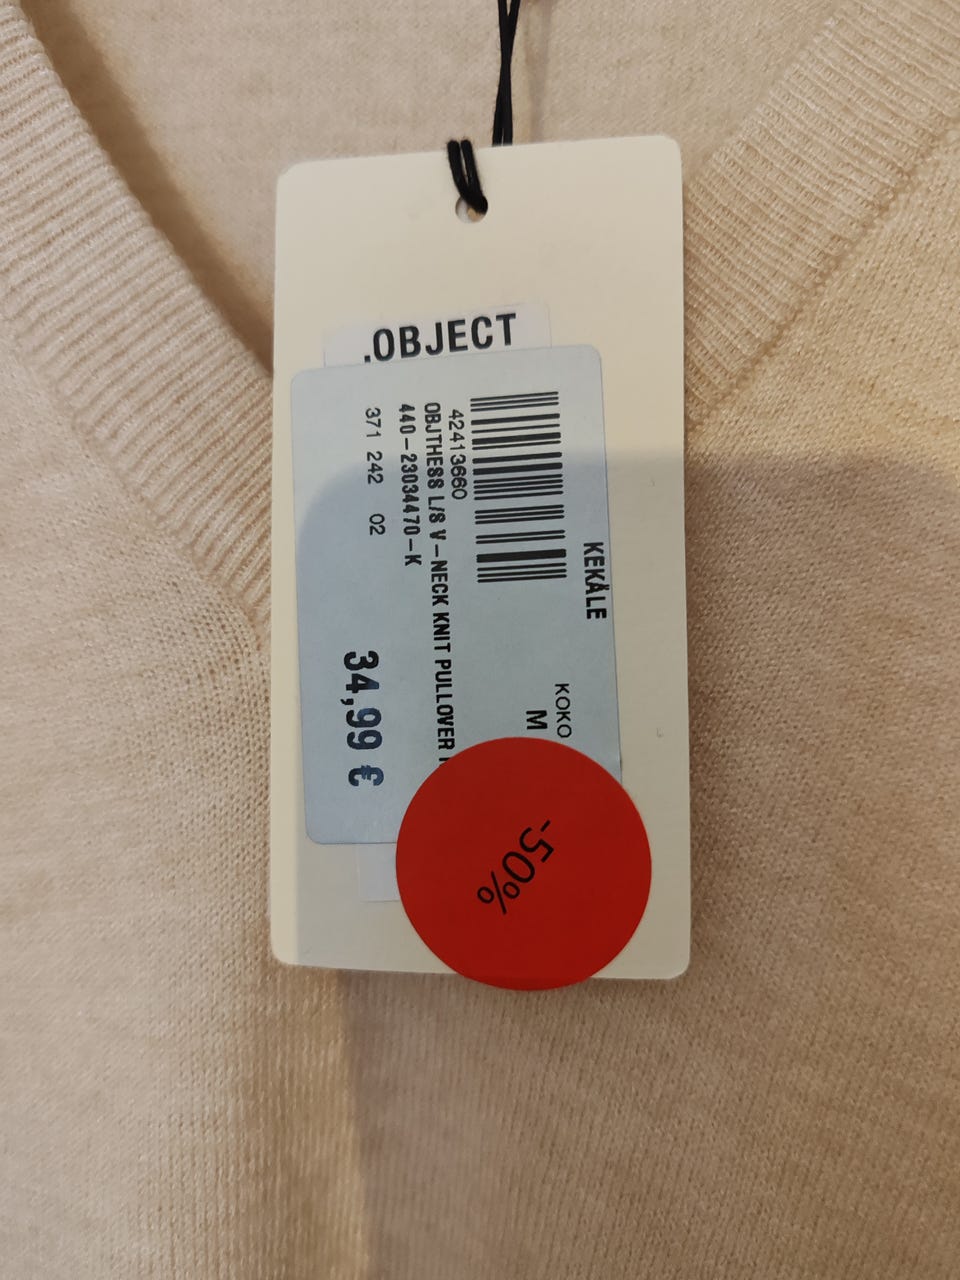 .OBJECT
KEKÄLE
KOKO
M
42413660
OBJTHESS L/S V-NECK KNIT PULLOVER
440-23034470-K
371 242 02
34,99 €
-50%